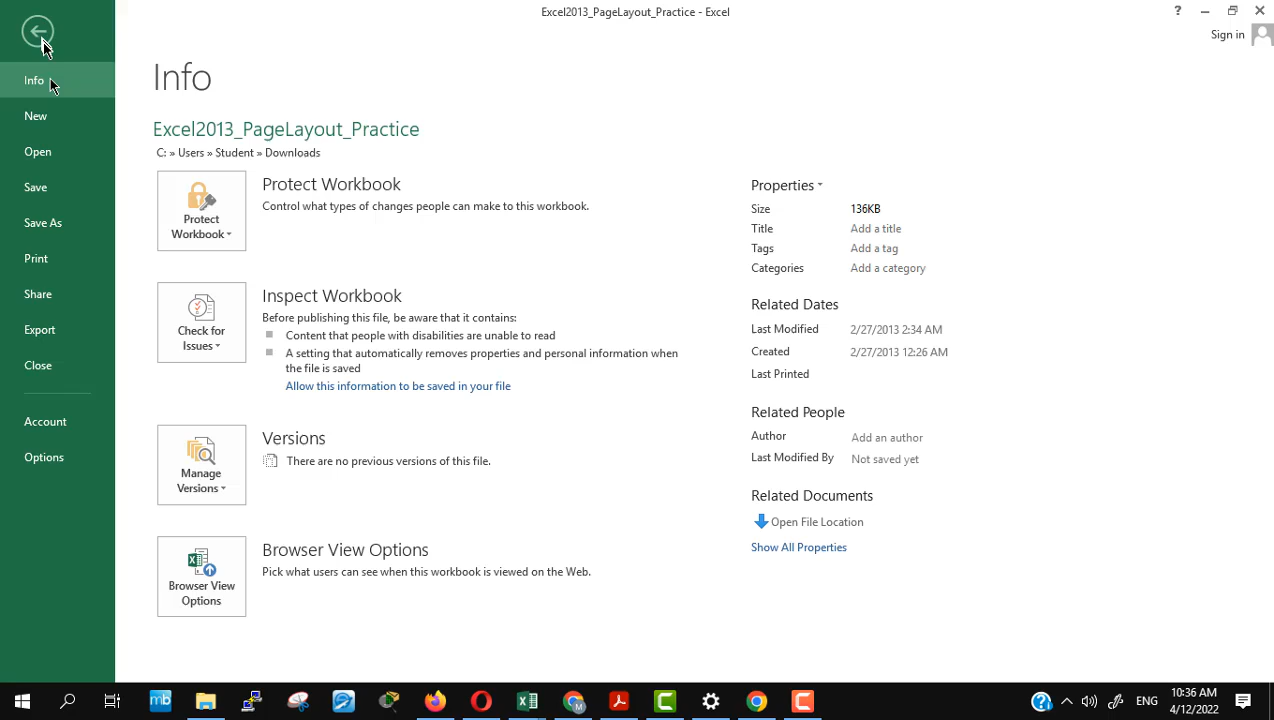 Excel2013_PageLayout_Practice - Excel
?
Sign in
Info
New
Open
Save
Save As
Print
Share
Export
Close
Account
Options
Info
Excel2013_PageLayout_Practice
C: » Users » Student » Downloads
Protect
Workbook
Protect Workbook
Control what types of changes people can make to this workbook.
Check for
Issues
Inspect Workbook
Before publishing this file, be aware that it contains:
Content that people with disabilities are unable to read
A setting that automatically removes properties and personal information when
the file is saved
Allow this information to be saved in your file
Manage
Versions
Versions
There are no previous versions of this file.
Browser View
Options
Browser View Options
Pick what users can see when this workbook is viewed on the Web.
Properties
Size 136KB
Title Add a title
Tags Add a tag
Categories Add a category
Related Dates
Last Modified 2/27/2013 2:34 AM
Created 2/27/2013 12:26 AM
Last Printed
Related People
Author Add an author
Last Modified By Not saved yet
Related Documents
Open File Location
Show All Properties
mb
M
?
ENG
10:36 AM
4/12/2022